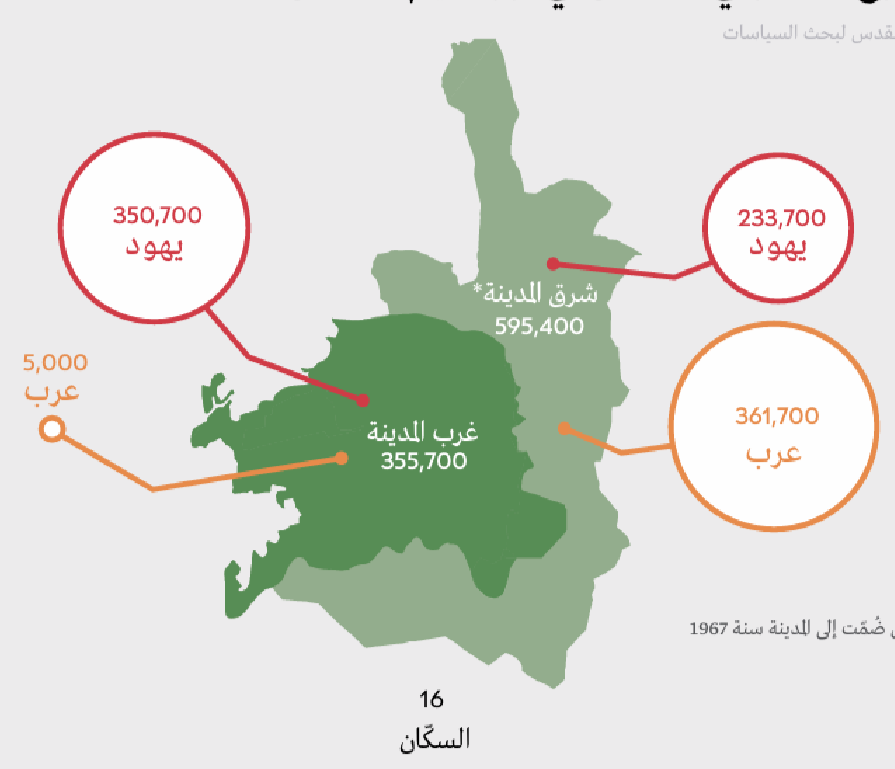 لبحث السياسات
350,700
يهود
233,700
يهود
شرق المدينة*
595,400
5,000
عرب
361,700
عرب
غرب المدينة
355,700
ضُمّت إلى المدينة سنة 1967
16
السكّان